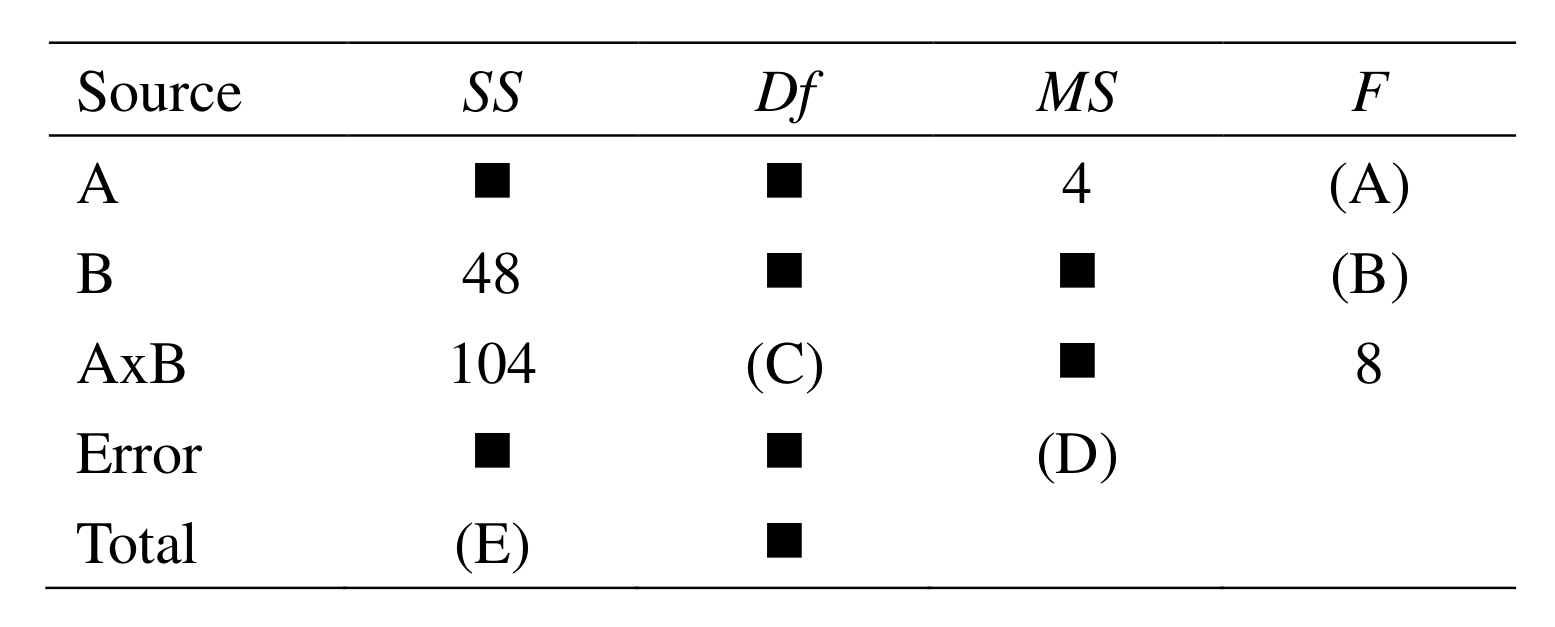 Source SS Df MS F
A ■ ■ 4 (A)
B 48 ■ ■ (B)
AxB 104 (C) ■ 8
Error ■ ■ (D)
Total (E) ■